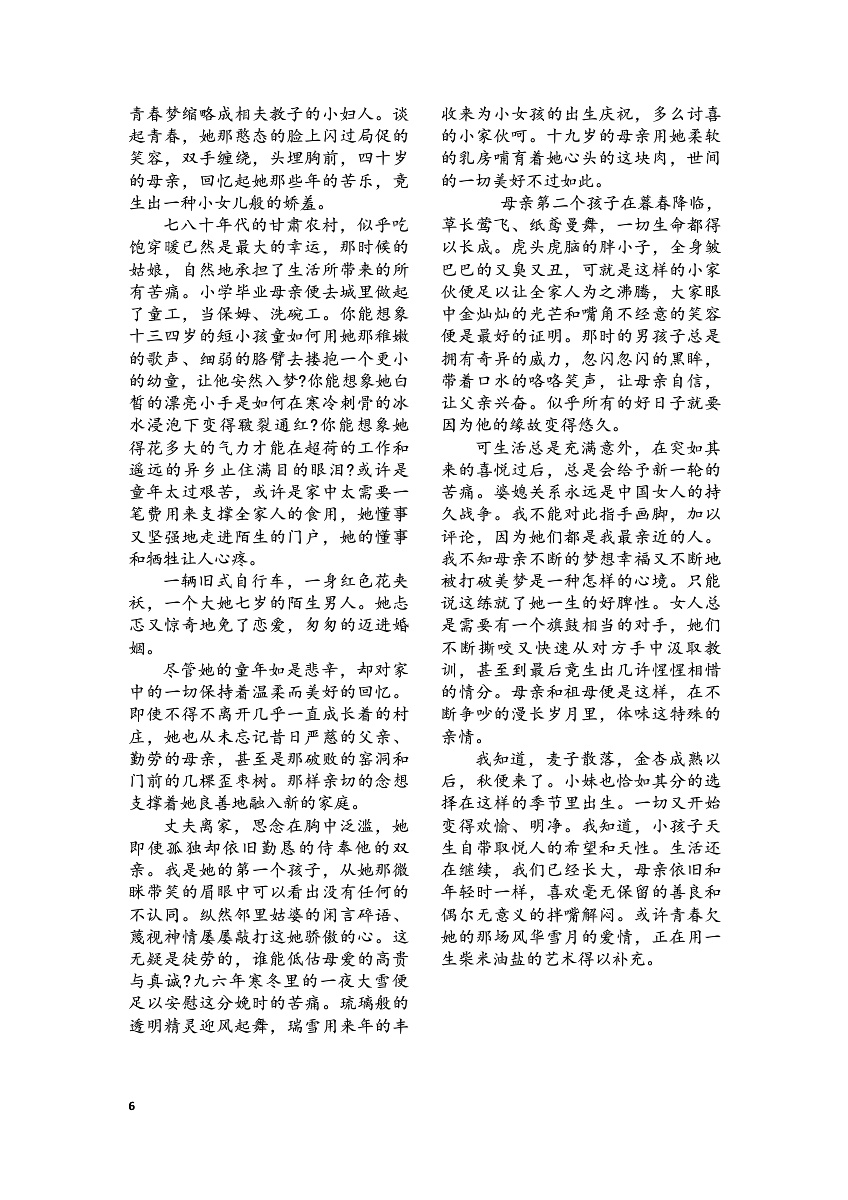 青春梦缩略成相夫教子的小妇人。谈
起青春，她那憨态的脸上闪过局促的
笑容，双手缠绕，头埋胸前，四十岁
的母亲，回忆起她那些年的苦乐，竟
生出一种小女儿般的娇羞。
七八十年代的甘肃农村，似乎吃
饱穿暖已然是最大的幸运，那时候的
姑娘，自然地承担了生活所带来的所
有苦痛。小学毕业母亲便去城里做起
了童工，当保姆、洗碗工。你能想象
十三四岁的短小孩童如何用她那稚嫩
的歌声、细弱的胳臂去搂抱一个更小
的幼童，让他安然入梦?你能想象她白
皙的漂亮小手是如何在寒冷刺骨的冰
水浸泡下变得皲裂通红?你能想象她
得花多大的气力才能在超荷的工作和
遥远的异乡止住满目的眼泪?或许是
童年太过艰苦，或许是家中太需要一
笔费用来支撑全家人的食用，她懂事
又坚强地走进陌生的门户，她的懂事
和牺牲让人心疼。
一辆旧式自行车，一身红色花夹
袄，一个大她七岁的陌生男人。她忐
忑又惊奇地免了恋爱，匆匆的迈进婚
姻。
尽管她的童年如是悲辛，却对家
中的一切保持着温柔而美好的回忆。
即使不得不离开几乎一直成长着的村
庄，她也从未忘记昔日严慈的父亲、
勤劳的母亲，甚至是那破败的窑洞和
门前的几棵歪枣树。那样亲切的念想
支撑着她良善地融入新的家庭。
丈夫离家，思念在胸中泛滥，她
即使孤独却依旧勤恳的侍奉他的双
亲。我是她的第一个孩子，从她那微
眯带笑的眉眼中可以看出没有任何的
不认同。纵然邻里姑婆的闲言碎语、
蔑视神情屡屡敲打这她骄傲的心。这
无疑是徒劳的，谁能低估母爱的高贵
与真诚?九六年寒冬里的一夜大雪便
足以安慰这分娩时的苦痛。琉璃般的
透明精灵迎风起舞，瑞雪用来年的丰
收来为小女孩的出生庆祝，多么讨喜
的小家伙呵。十九岁的母亲用她柔软
的乳房哺育着她心头的这块肉，世间
的一切美好不过如此。
母亲第二个孩子在暮春降临，
草长莺飞、纸鸢曼舞，一切生命都得
以长成。虎头虎脑的胖小子，全身皱
巴巴的又臭又丑，可就是这样的小家
伙便足以让全家人为之沸腾，大家眼
中金灿灿的光芒和嘴角不经意的笑容
便是最好的证明。那时的男孩子总是
拥有奇异的威力，忽闪忽闪的黑眸，
带着口水的咯咯笑声，让母亲自信，
让父亲兴奋。似乎所有的好日子就要
因为他的缘故变得悠久。
可生活总是充满意外，在突如其
来的喜悦过后，总是会给予新一轮的
苦痛。婆媳关系永远是中国女人的持
久战争。我不能对此指手画脚，加以
评论，因为她们都是我最亲近的人。
我不知母亲不断的梦想幸福又不断地
被打破美梦是一种怎样的心境。只能
说这练就了她一生的好脾性。女人总
是需要有一个旗鼓相当的对手，她们
不断撕咬又快速从对方手中汲取教
训，甚至到最后竟生出几许惺惺相惜
的情分。母亲和祖母便是这样，在不
断争吵的漫长岁月里，体味这特殊的
亲情。
我知道，麦子散落，金杏成熟以
后，秋便来了。小妹也恰如其分的选
择在这样的季节里出生。一切又开始
变得欢愉、明净。我知道，小孩子天
生自带取悦人的希望和天性。生活还
在继续，我们已经长大，母亲依旧和
年轻时一样，喜欢毫无保留的善良和
偶尔无意义的拌嘴解闷。或许青春欠
她的那场风华雪月的爱情，正在用一
生柴米油盐的艺术得以补充。
6